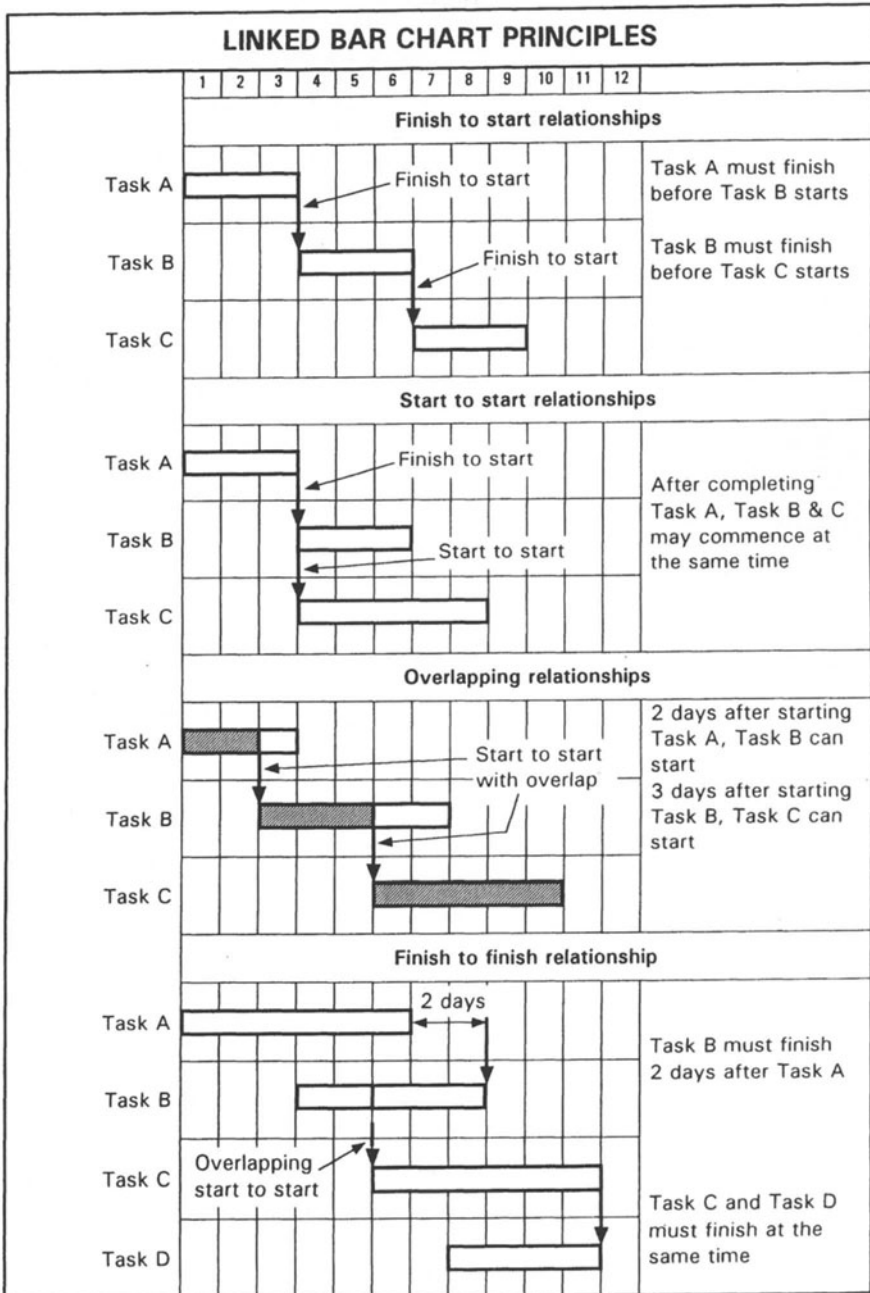 LINKED BAR CHART PRINCIPLES
1 2 3 4 5 6 7 8 9 10 11 12
Finish to start relationships
Task A
Finish to start
Task A must finish
before Task B starts
Task B
Finish to start
Task B must finish
before Task C starts
Task C
Start to start relationships
Task A
Finish to start
After completing
Task A, Task B & C
may commence at
the same time
Task B
Start to start
Task C
Overlapping relationships
Task A
Start to start
with overlap
2 days after starting
Task A, Task B can
start
3 days after starting
Task B, Task C can
start
Task B
Task C
Finish to finish relationship
Task A
2 days
Task B must finish
2 days after Task A
Task B
Overlapping
start to start
Task C
Task C and Task D
must finish at the
same time
Task D